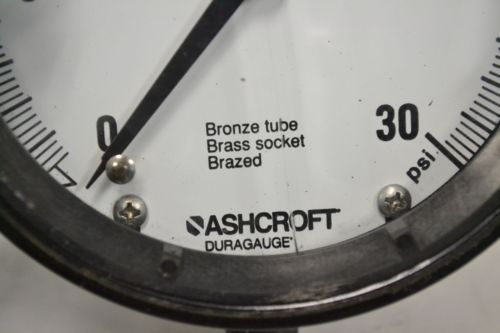 0
30
psi
Bronze tube
Brass socket
Brazed
ASHCROFT
DURAGAUGE